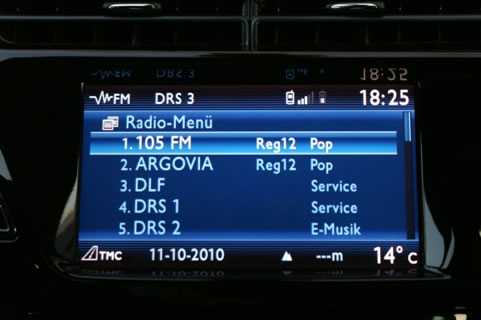 FM DRS 3 18:25
Radio-Menü
1. 105 FM Reg12 Pop
2. ARGOVIA Reg12 Pop
3. DLF Service
4. DRS 1 Service
5. DRS 2 E-Musik
TMC 11-10-2010 ---m 14°c